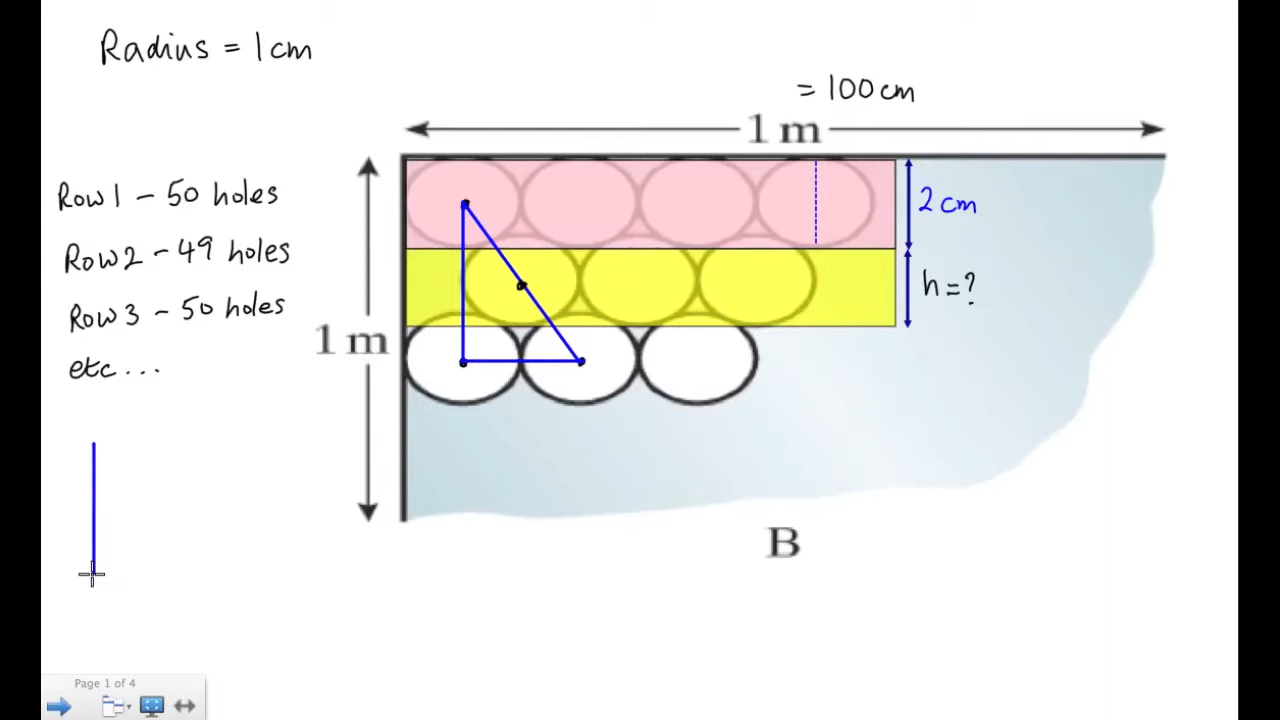 Radius = 1cm
= 100cm
1 m
Row 1 - 50 holes
2 cm
Row 2 - 49 holes
h = ?
Row 3 - 50 holes
1 m
etc...
B
Page 1 of 4